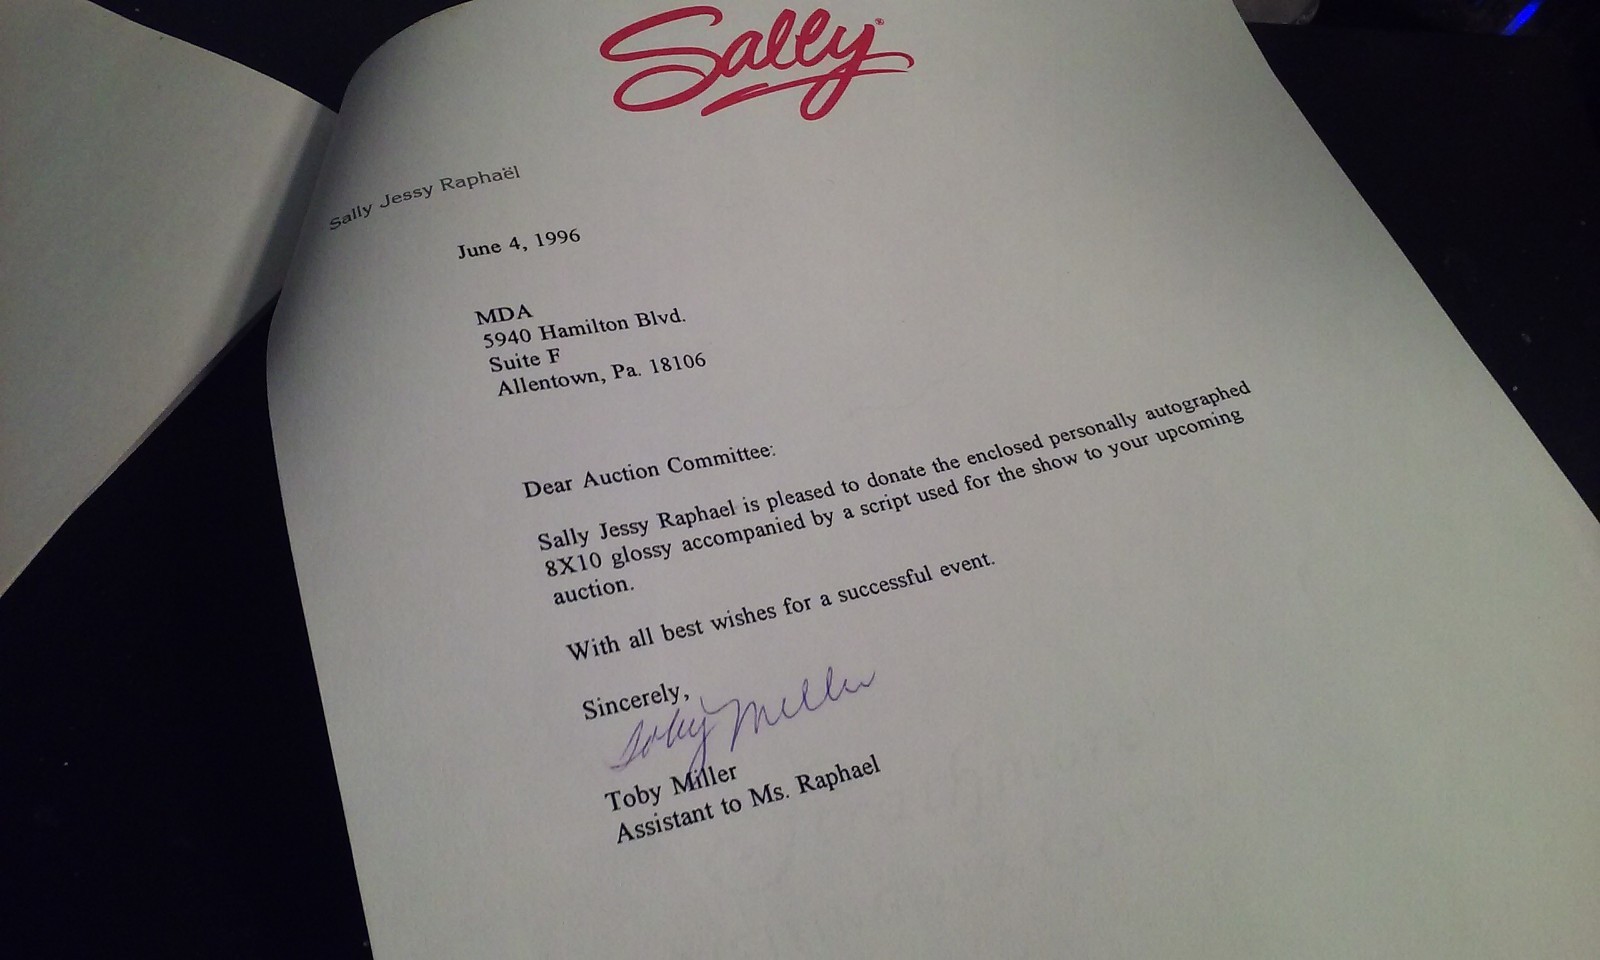 Sally®
Sally Jessy Raphaël
June 4, 1996
MDA
5940 Hamilton Blvd.
Suite F
Allentown, Pa. 18106
Dear Auction Committee:
Sally Jessy Raphael is pleased to donate the enclosed personally autographed
8X10 glossy accompanied by a script used for the show to your upcoming
auction.
With all best wishes for a successful event.
Sincerely,
Toby Miller
Toby Miller
Assistant to Ms. Raphael